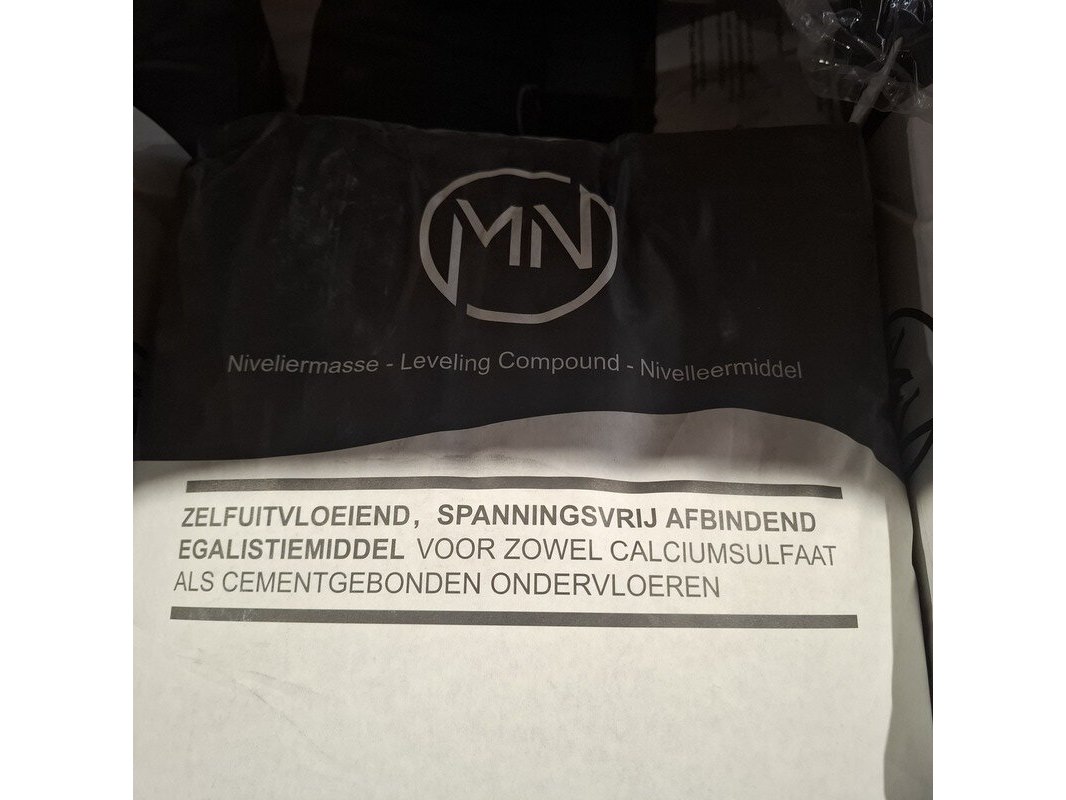 MN
Niveliermasse - Leveling Compound - Nivelleermiddel
ZELFUITVLOEIEND, SPANNINGSVRIJ AFBINDEND
EGALISTIEMIDDEL VOOR ZOWEL CALCIUMSULFAAT
ALS CEMENTGEBONDEN ONDERVLOEREN